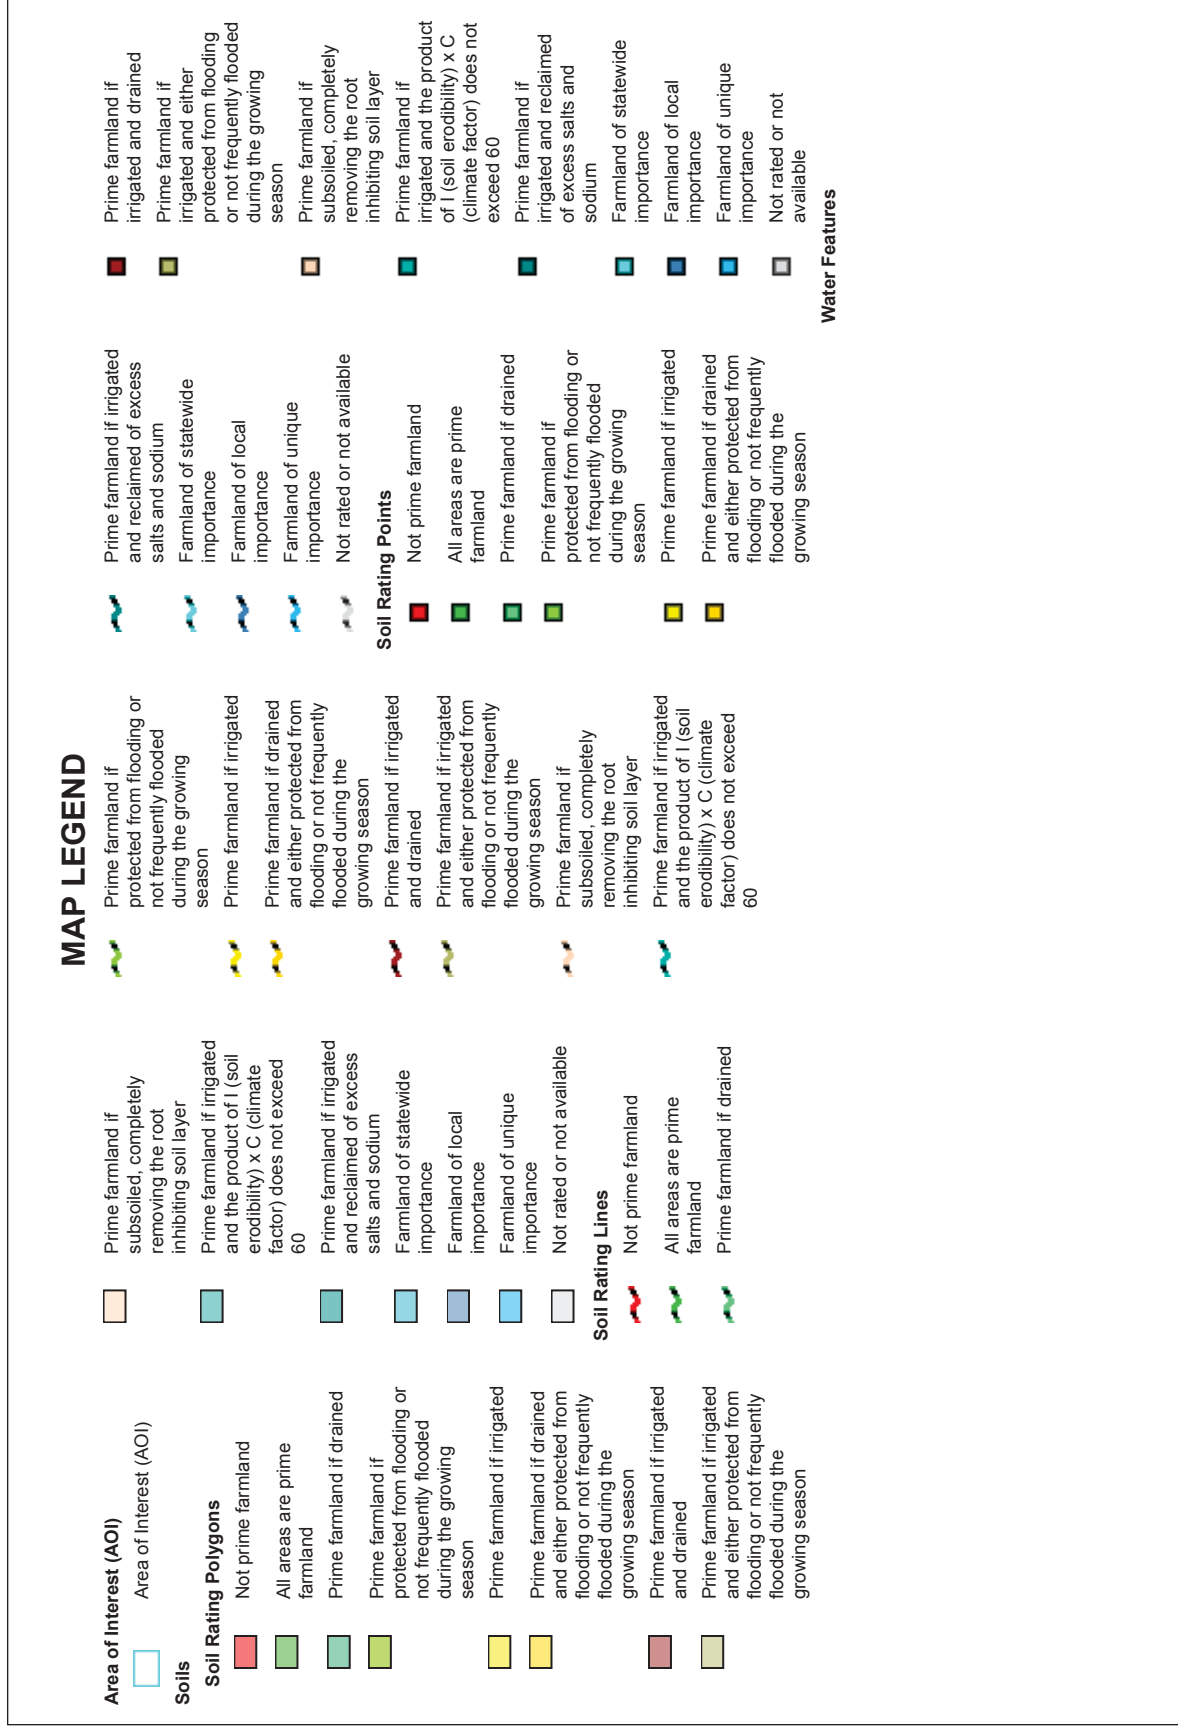 MAP LEGEND
Area of Interest (AOI)
Area of Interest (AOI)
Soils
Soil Rating Polygons
Not prime farmland
All areas are prime
farmland
Prime farmland if drained
Prime farmland if
protected from flooding or
not frequently flooded
during the growing
season
Prime farmland if irrigated
Prime farmland if drained
and either protected from
flooding or not frequently
flooded during the
growing season
Prime farmland if irrigated
and drained
Prime farmland if irrigated
and either protected from
flooding or not frequently
flooded during the
growing season
Prime farmland if
subsoiled, completely
removing the root
inhibiting soil layer
Prime farmland if irrigated
and the product of I (soil
erodibility) x C (climate
factor) does not exceed
60
Prime farmland if irrigated
and reclaimed of excess
salts and sodium
Farmland of statewide
importance
Farmland of local
importance
Farmland of unique
importance
Not rated or not available
Soil Rating Lines
Not prime farmland
All areas are prime
farmland
Prime farmland if drained
Prime farmland if
protected from flooding or
not frequently flooded
during the growing
season
Prime farmland if irrigated
Prime farmland if drained
and either protected from
flooding or not frequently
flooded during the
growing season
Prime farmland if irrigated
and drained
Prime farmland if irrigated
and either protected from
flooding or not frequently
flooded during the
growing season
Prime farmland if
subsoiled, completely
removing the root
inhibiting soil layer
Prime farmland if irrigated
and the product of I (soil
erodibility) x C (climate
factor) does not exceed
60
Prime farmland if irrigated
and reclaimed of excess
salts and sodium
Farmland of statewide
importance
Farmland of local
importance
Farmland of unique
importance
Not rated or not available
Soil Rating Points
Not prime farmland
All areas are prime
farmland
Prime farmland if drained
Prime farmland if
protected from flooding or
not frequently flooded
during the growing
season
Prime farmland if irrigated
Prime farmland if drained
and either protected from
flooding or not frequently
flooded during the
growing season
Prime farmland if
irrigated and drained
Prime farmland if
irrigated and either
protected from flooding
or not frequently flooded
during the growing
season
Prime farmland if
subsoiled, completely
removing the root
inhibiting soil layer
Prime farmland if
irrigated and the product
of I (soil erodibility) x C
(climate factor) does not
exceed 60
Prime farmland if
irrigated and reclaimed
of excess salts and
sodium
Farmland of statewide
importance
Farmland of local
importance
Farmland of unique
importance
Not rated or not
available
Water Features